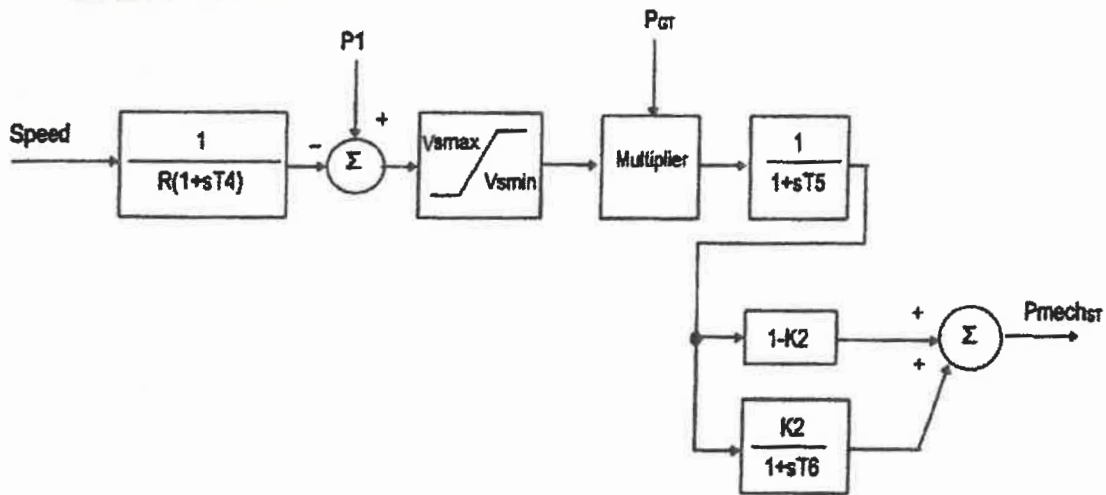 P1
PGT
Speed
1
R(1+sT4)
−
+
Σ
Vsmax
Vsmin
Multiplier
1
1+sT5
1-K2
+
+
Σ
PmechST
K2
1+sT6